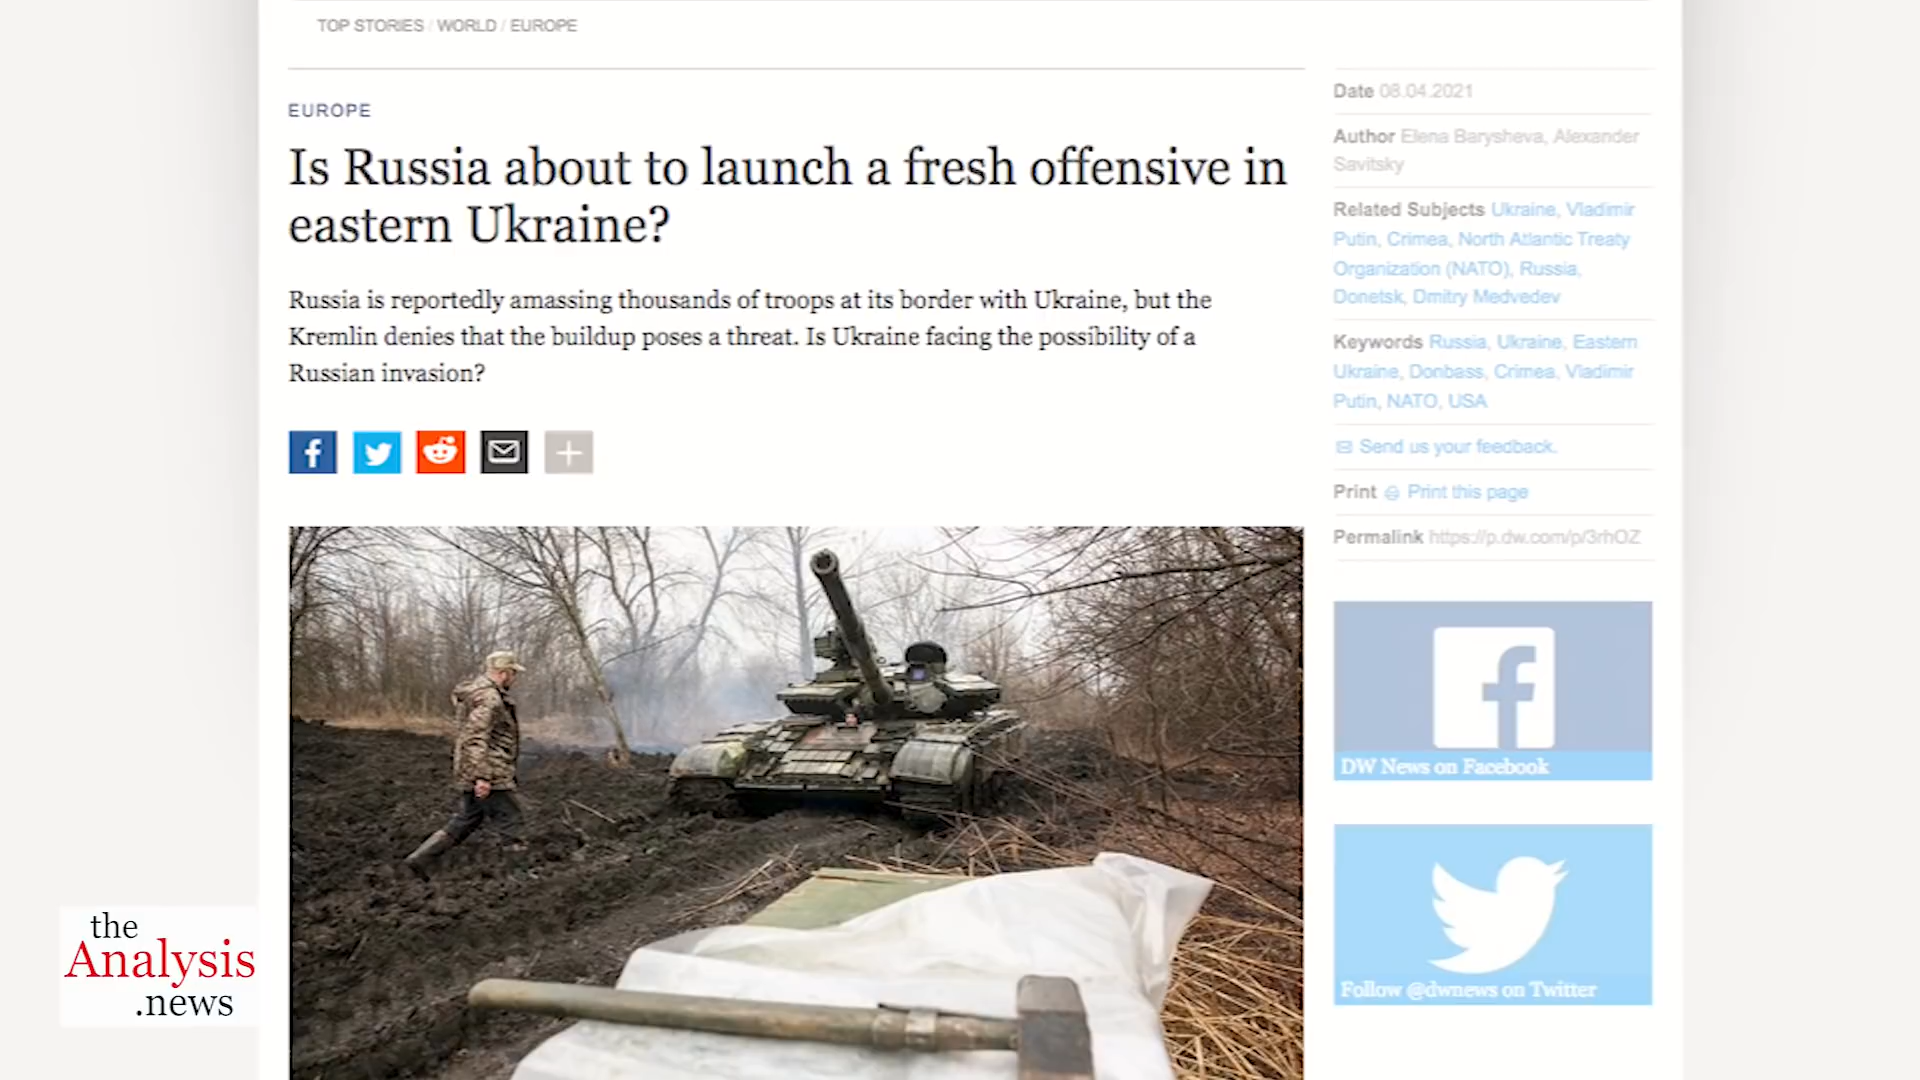 TOP STORIES / WORLD / EUROPE
EUROPE
Is Russia about to launch a fresh offensive in
eastern Ukraine?
Russia is reportedly amassing thousands of troops at its border with Ukraine, but the
Kremlin denies that the buildup poses a threat. Is Ukraine facing the possibility of a
Russian invasion?
Date 08.04.2021
Author Elena Barysheva, Alexander
Savitsky
Related Subjects Ukraine, Vladimir
Putin, Crimea, North Atlantic Treaty
Organization (NATO), Russia,
Donetsk, Dmitry Medvedev
Keywords Russia, Ukraine, Eastern
Ukraine, Donbass, Crimea, Vladimir
Putin, NATO, USA
Send us your feedback.
Print Print this page
Permalink https://p.dw.com/p/3rhOZ
DW News on Facebook
Follow @dwnews on Twitter
the
Analysis
.news